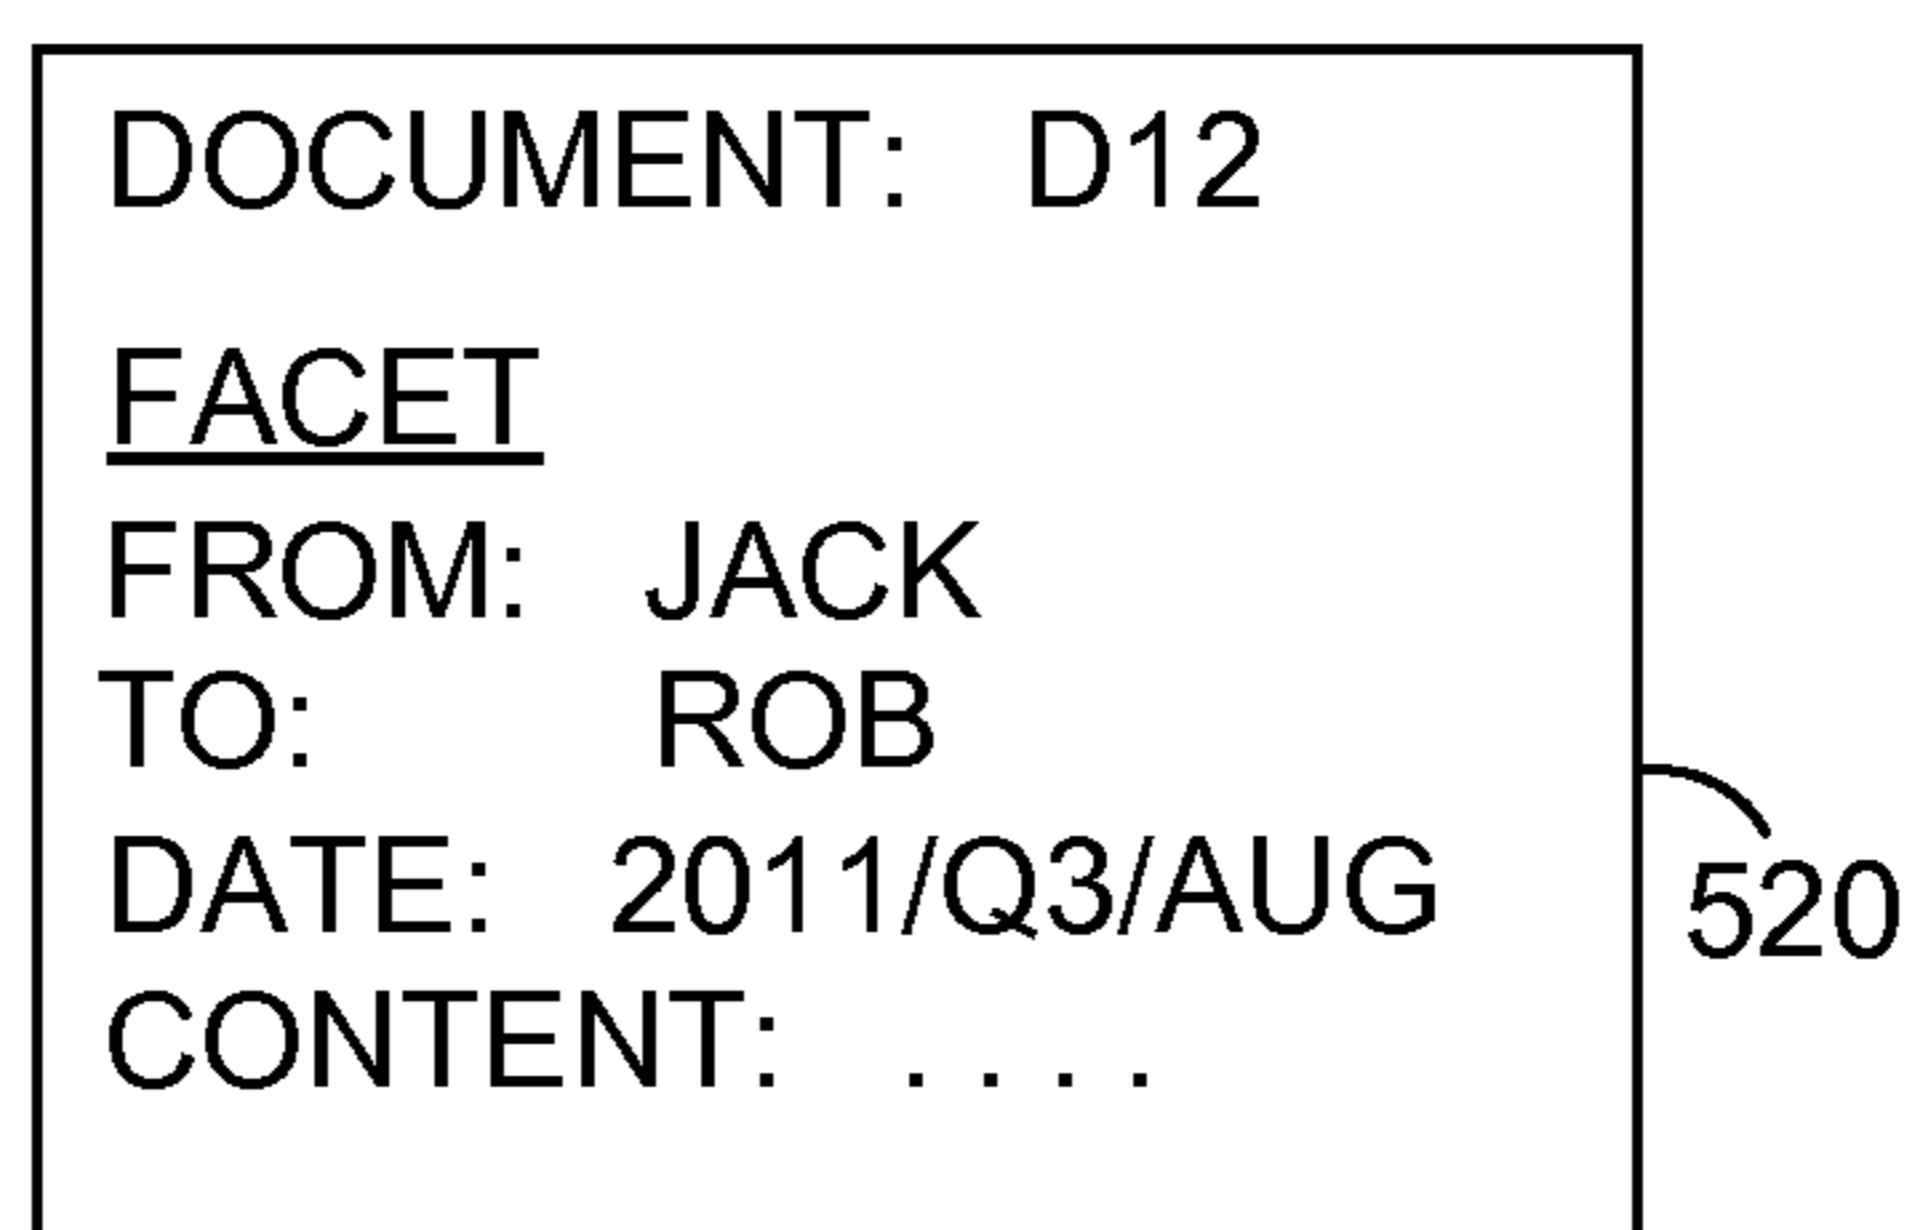 DOCUMENT: D12
FACET
FROM: JACK
TO: ROB
DATE: 2011/Q3/AUG
CONTENT: . . . .
520